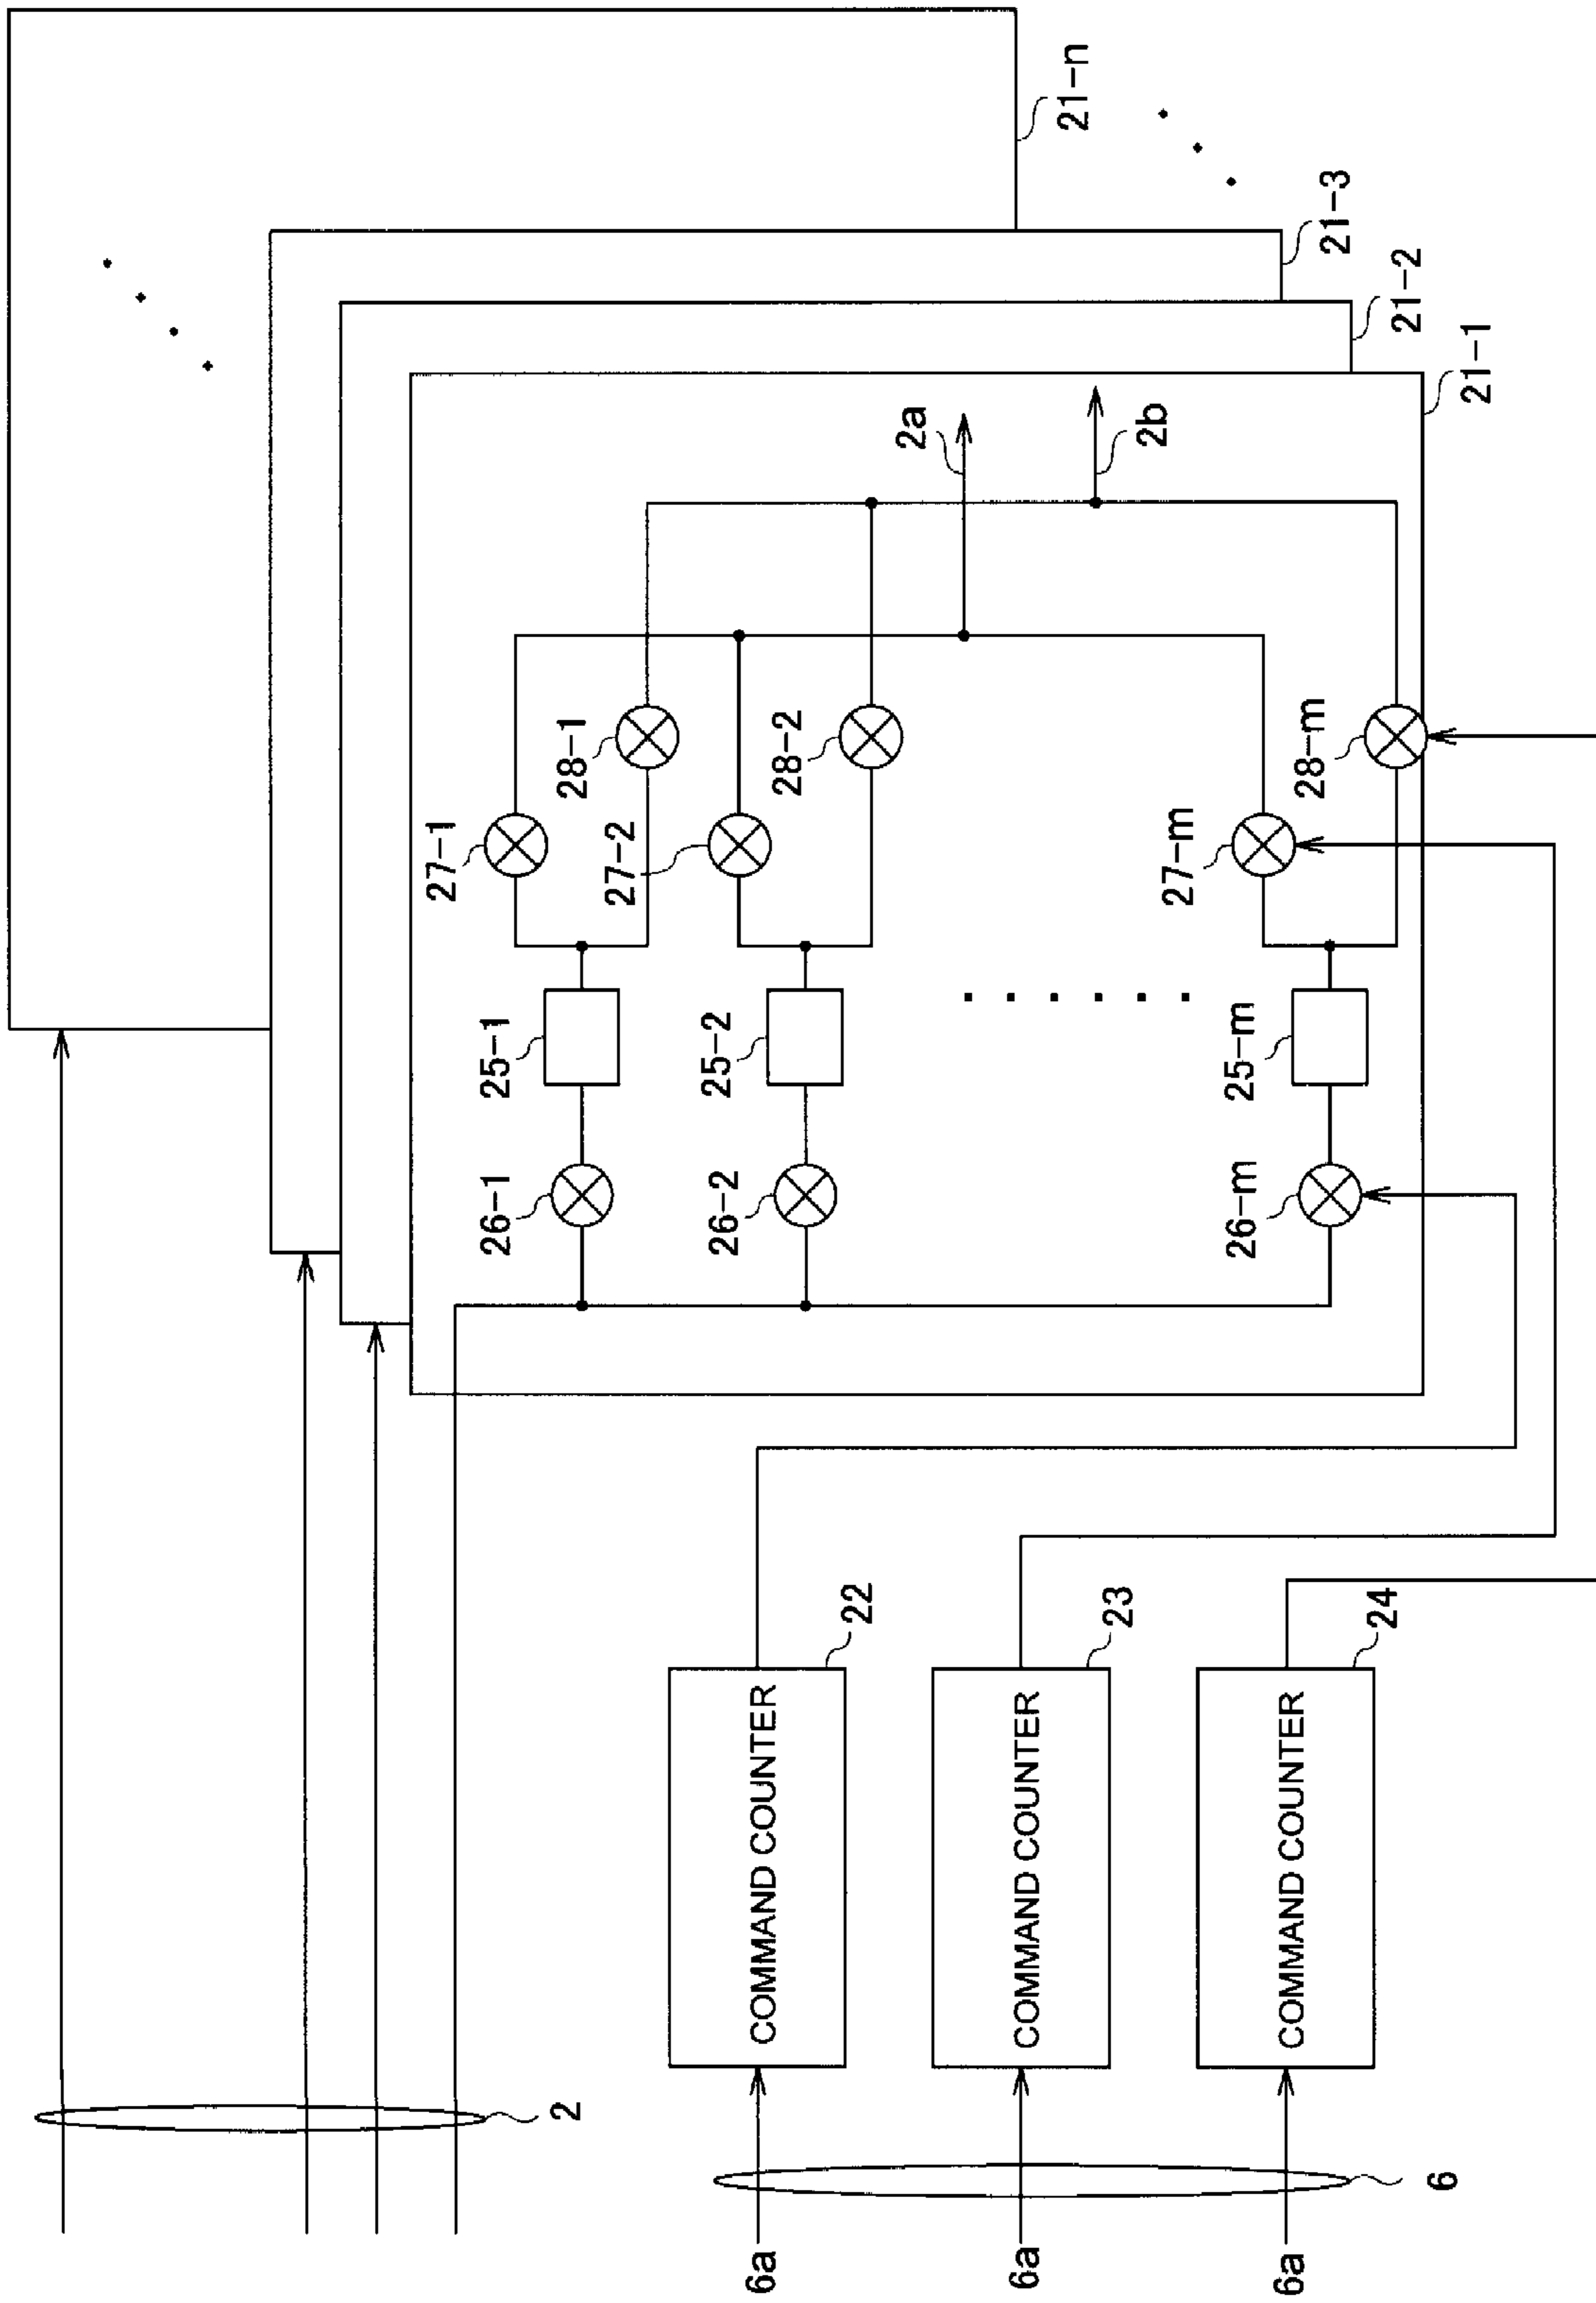 2
6
6a
6a
6a
COMMAND COUNTER
22
COMMAND COUNTER
23
COMMAND COUNTER
24
21-n
21-3
21-2
21-1
2a
2b
27-1
28-1
27-2
28-2
27-m
28-m
25-1
25-2
25-m
26-1
26-2
26-m